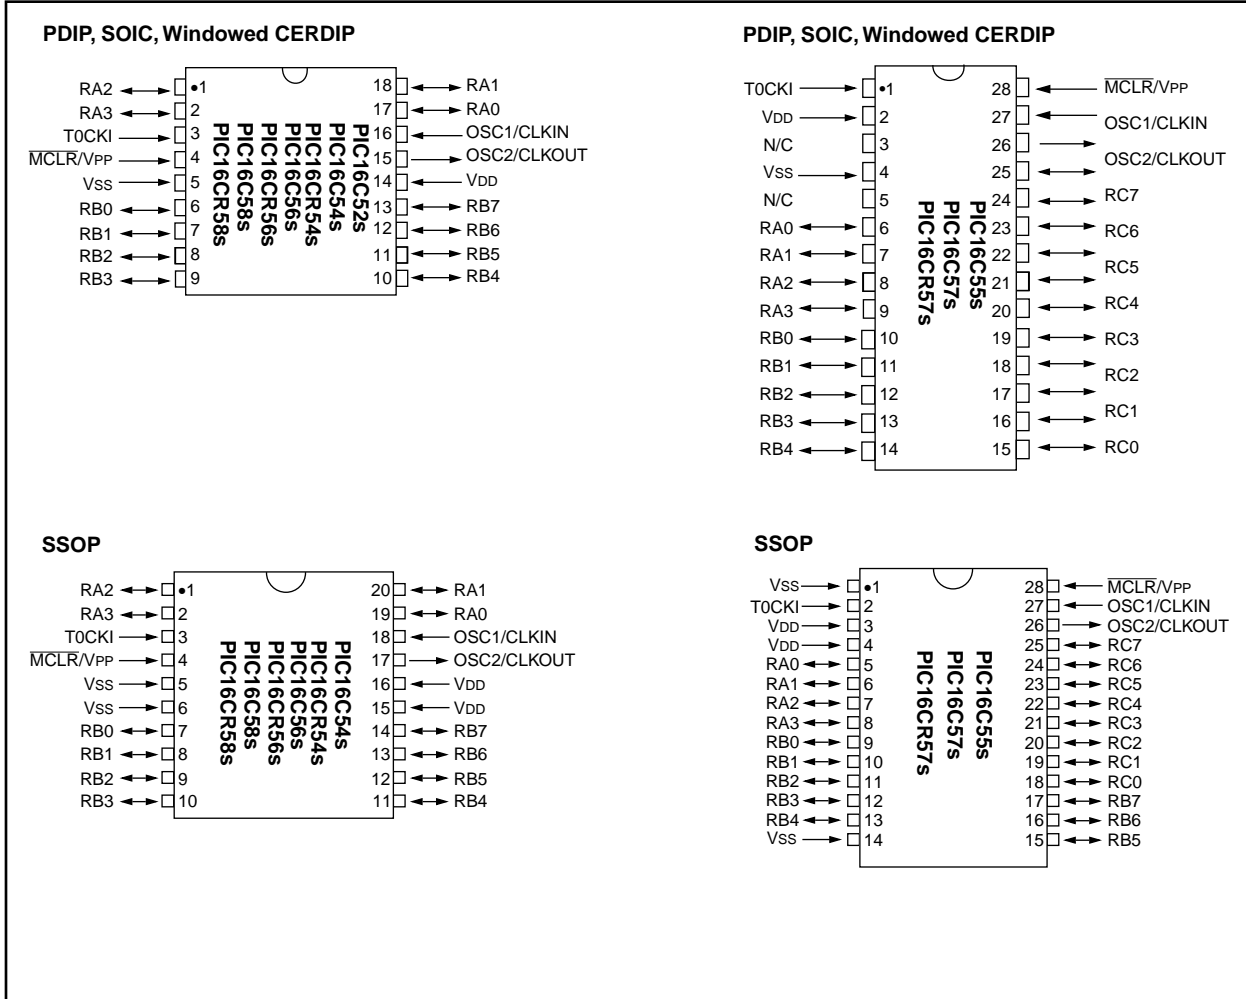 PDIP, SOIC, Windowed CERDIP
RA2 •1 18 RA1
RA3 2 17 RA0
T0CKI 3 16 OSC1/CLKIN
MCLR/VPP 4 15 OSC2/CLKOUT
VSS 5 14 VDD
RB0 6 13 RB7
RB1 7 12 RB6
RB2 8 11 RB5
RB3 9 10 RB4
PIC16CR58s
PIC16C58s
PIC16CR56s
PIC16C56s
PIC16CR54s
PIC16C54s
PIC16C52s
PDIP, SOIC, Windowed CERDIP
T0CKI •1 28 MCLR/VPP
VDD 2 27 OSC1/CLKIN
N/C 3 26 OSC2/CLKOUT
VSS 4 25 RC7
N/C 5 24 RC6
RA0 6 23 RC5
RA1 7 22 RC4
RA2 8 21 RC3
RA3 9 20 RC2
RB0 10 19 RC1
RB1 11 18 RC0
RB2 12 17
RB3 13 16
RB4 14 15
PIC16CR57s
PIC16C57s
PIC16C55s
SSOP
RA2 •1 20 RA1
RA3 2 19 RA0
T0CKI 3 18 OSC1/CLKIN
MCLR/VPP 4 17 OSC2/CLKOUT
VSS 5 16 VDD
VSS 6 15 VDD
RB0 7 14 RB7
RB1 8 13 RB6
RB2 9 12 RB5
RB3 10 11 RB4
PIC16CR58s
PIC16C58s
PIC16CR56s
PIC16C56s
PIC16CR54s
PIC16C54s
SSOP
VSS •1 28 MCLR/VPP
T0CKI 2 27 OSC1/CLKIN
VDD 3 26 OSC2/CLKOUT
VDD 4 25 RC7
RA0 5 24 RC6
RA1 6 23 RC5
RA2 7 22 RC4
RA3 8 21 RC3
RB0 9 20 RC2
RB1 10 19 RC1
RB2 11 18 RC0
RB3 12 17 RB7
RB4 13 16 RB6
VSS 14 15 RB5
PIC16CR57s
PIC16C57s
PIC16C55s